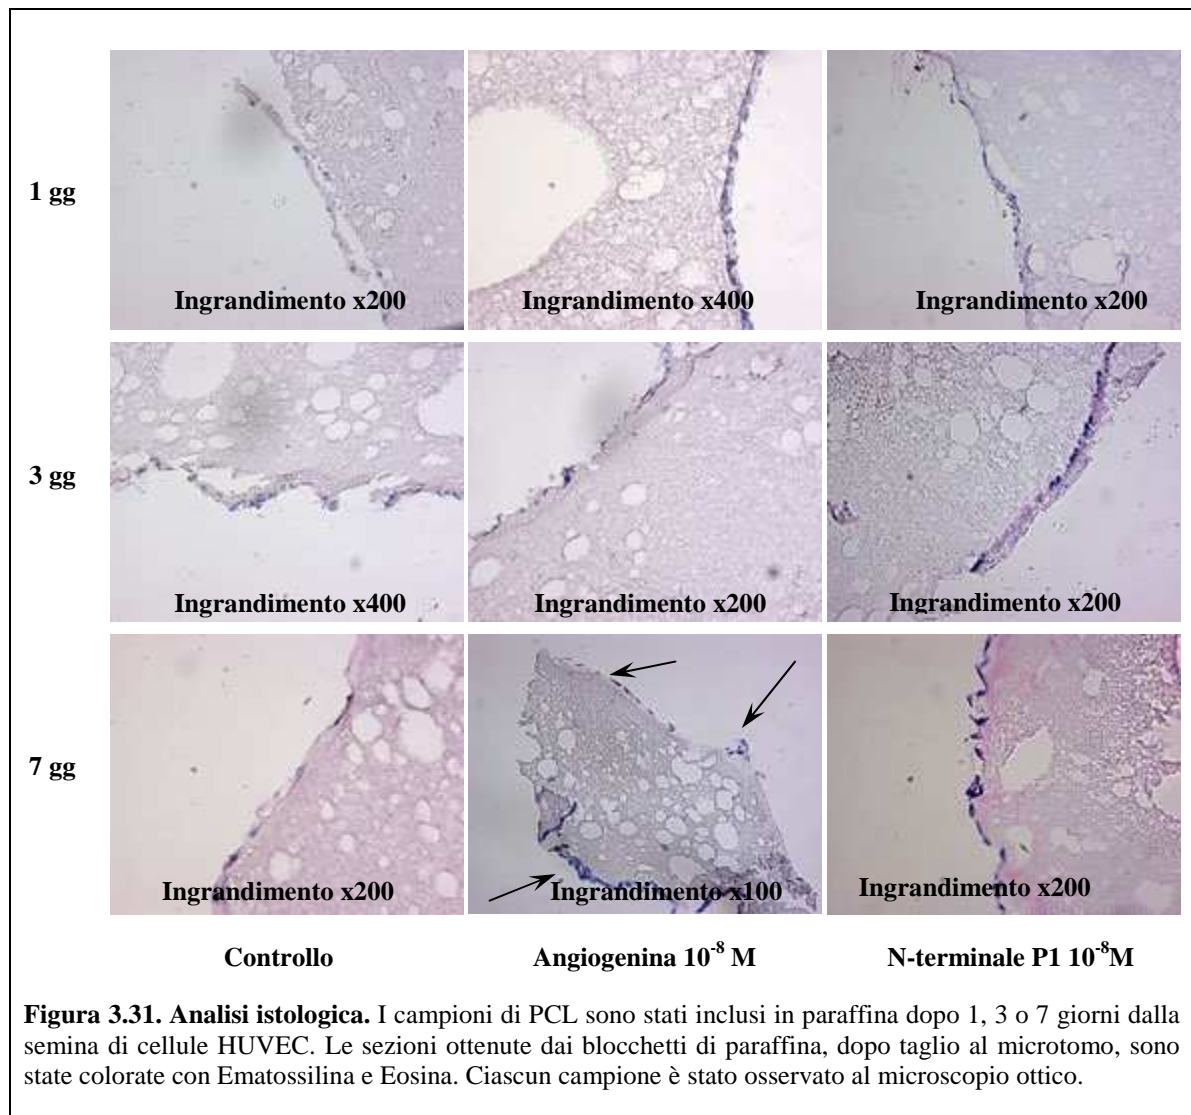 1 gg
Ingrandimento x200
Ingrandimento x400
Ingrandimento x200
3 gg
Ingrandimento x400
Ingrandimento x200
Ingrandimento x200
7 gg
Ingrandimento x200
Ingrandimento x100
Ingrandimento x200
Controllo
Angiogenina 10⁻⁸ M
N-terminale P1 10⁻⁸M
Figura 3.31. Analisi istologica. I campioni di PCL sono stati inclusi in paraffina dopo 1, 3 o 7 giorni dalla
semina di cellule HUVEC. Le sezioni ottenute dai blocchetti di paraffina, dopo taglio al microtomo, sono
state colorate con Ematossilina e Eosina. Ciascun campione è stato osservato al microscopio ottico.